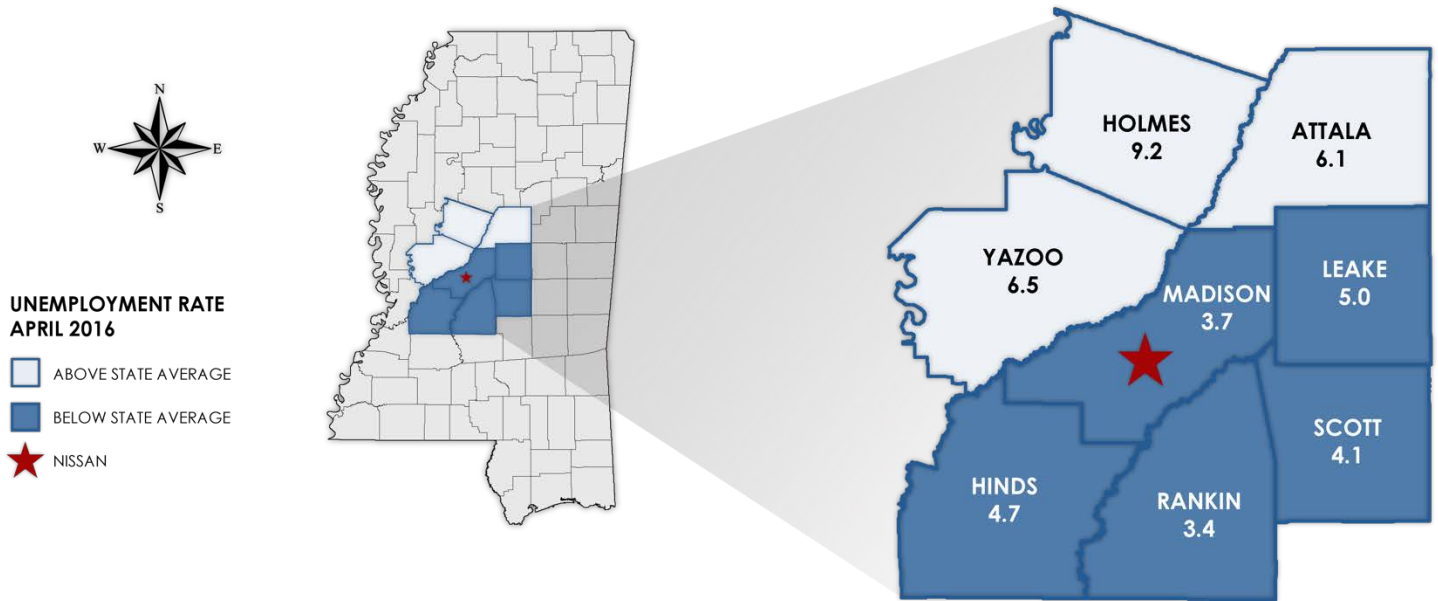 N
W
E
S
UNEMPLOYMENT RATE
APRIL 2016
ABOVE STATE AVERAGE
BELOW STATE AVERAGE
NISSAN
HOLMES
9.2
ATTALA
6.1
YAZOO
6.5
MADISON
3.7
LEAKE
5.0
SCOTT
4.1
HINDS
4.7
RANKIN
3.4